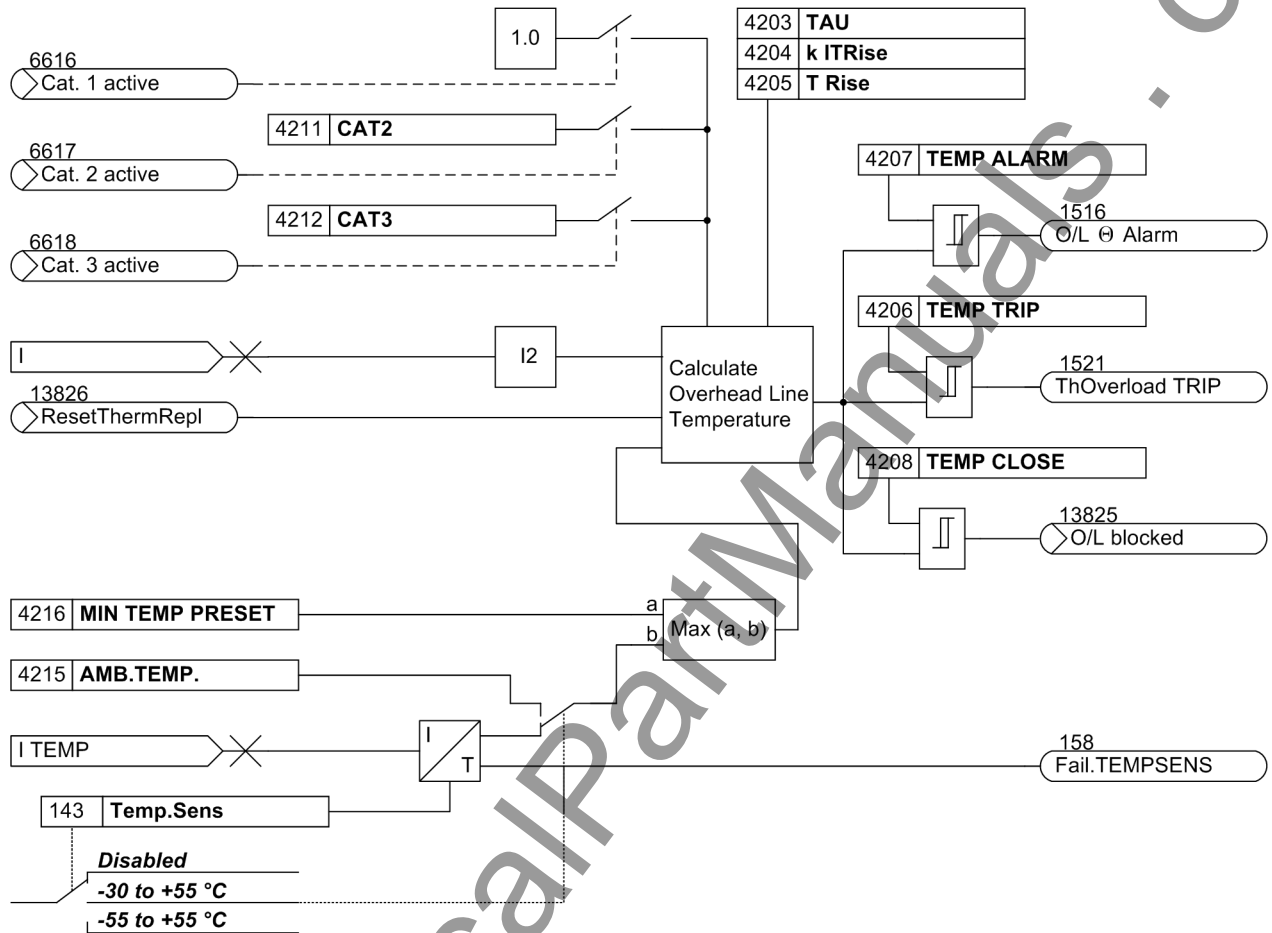 1.0
4203 TAU
4204 k ITRise
4205 T Rise
6616
Cat. 1 active
4211 CAT2
6617
Cat. 2 active
4207 TEMP ALARM
4212 CAT3
1516
O/L Θ Alarm
6618
Cat. 3 active
4206 TEMP TRIP
I
I2
Calculate
Overhead Line
Temperature
1521
ThOverload TRIP
13826
ResetThermRepl
4208 TEMP CLOSE
13825
O/L blocked
4216 MIN TEMP PRESET
a
b
Max (a, b)
4215 AMB.TEMP.
I TEMP
I
T
158
Fail.TEMPSENS
143 Temp.Sens
Disabled
-30 to +55 °C
-55 to +55 °C
calPartManuals . c